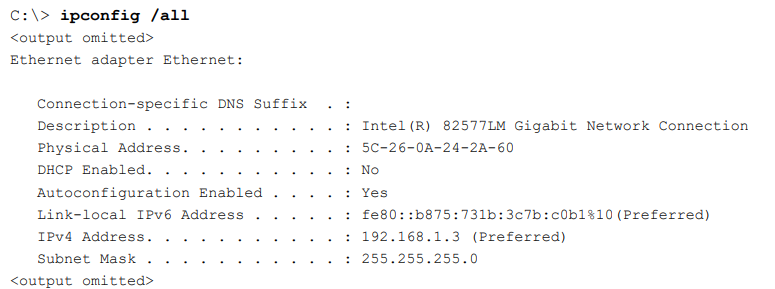 C:\> ipconfig /all
<output omitted>
Ethernet adapter Ethernet:
Connection-specific DNS Suffix . :
Description . . . . . . . . . . . : Intel(R) 82577LM Gigabit Network Connection
Physical Address. . . . . . . . . : 5C-26-0A-24-2A-60
DHCP Enabled. . . . . . . . . . . : No
Autoconfiguration Enabled . . . . : Yes
Link-local IPv6 Address . . . . . : fe80::b875:731b:3c7b:c0b1%10(Preferred)
IPv4 Address. . . . . . . . . . . : 192.168.1.3 (Preferred)
Subnet Mask . . . . . . . . . . . : 255.255.255.0
<output omitted>